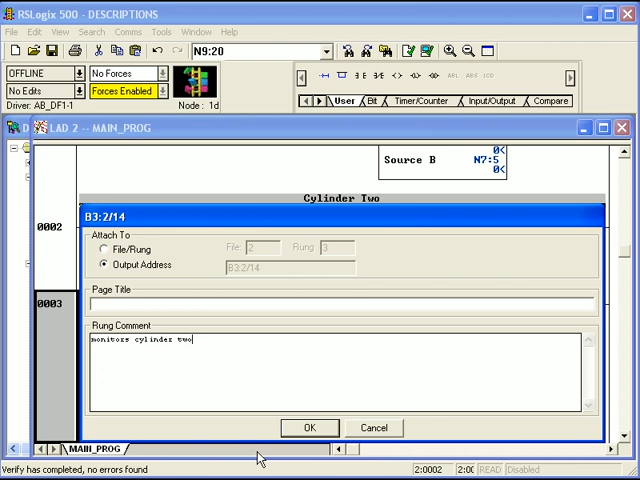 RSLogix 500 - DESCRIPTIONS
File Edit View Search Comms Tools Window Help
N9:20
OFFLINE No Forces
No Edits Forces Enabled
Driver: AB_DF1-1 Node : 1d
ABL ABS
User Bit Timer/Counter Input/Output Compare
D LAD 2 -- MAIN_PROG
0<
Source B N7:5
0<
Cylinder Two
0002
B3:2/14
Attach To
File/Rung File: 2 Rung 3
Output Address B3:2/14
Page Title
0003
Rung Comment
monitors cylinder two
OK Cancel
MAIN_PROG
Verify has completed, no errors found 2:0002 2:00 READ Disabled